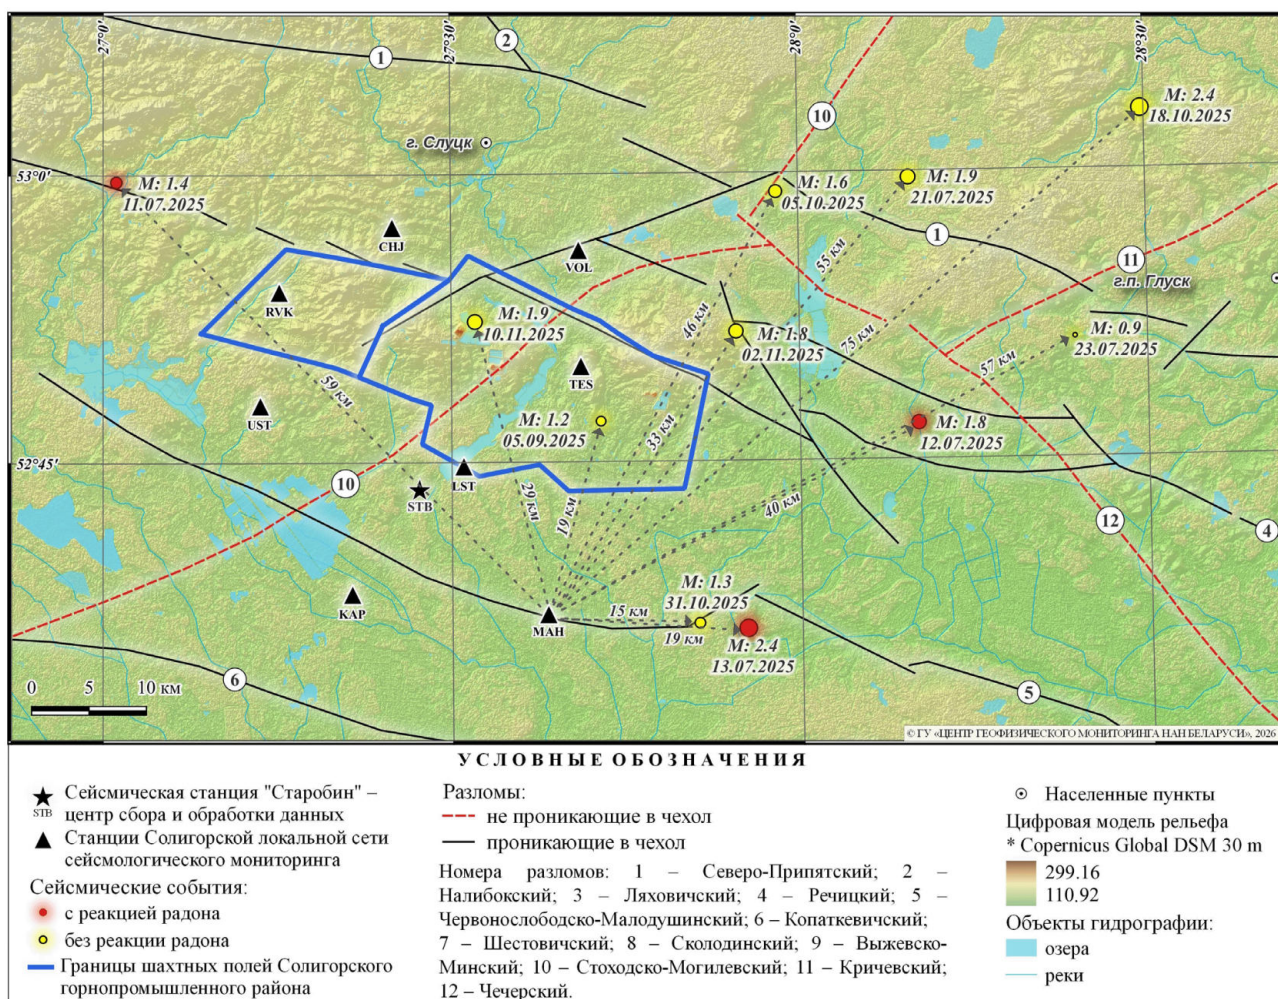 27°0'
27°30'
28°0'
28°30'
1
2
10
M: 2.4
18.10.2025
г. Слуцк
53°0'
M: 1.4
11.07.2025
M: 1.6
05.10.2025
M: 1.9
21.07.2025
CHJ
VOL
1
11
г.п. Глуск
55 км
RVK
46 км
M: 1.9
10.11.2025
M: 1.8
02.11.2025
75 км
M: 0.9
23.07.2025
57 км
59 км
TES
UST
M: 1.2
05.09.2025
33 км
M: 1.8
12.07.2025
52°45'
10
LST
STB
29 км
19 км
40 км
12
4
KAP
MAH
M: 1.3
31.10.2025
15 км
19 км
M: 2.4
13.07.2025
6
5
0 5 10 км
© ГУ «ЦЕНТР ГЕОФИЗИЧЕСКОГО МОНИТОРИНГА НАН БЕЛАРУСИ», 2026
УСЛОВНЫЕ ОБОЗНАЧЕНИЯ
STB
Сейсмическая станция "Старобин" –
центр сбора и обработки данных
Станции Солигорской локальной сети
сейсмологического мониторинга
Сейсмические события:
с реакцией радона
без реакции радона
Границы шахтных полей Солигорского
горнопромышленного района
Разломы:
не проникающие в чехол
проникающие в чехол
Номера разломов: 1 – Северо-Припятский; 2 –
Налибокский; 3 – Ляховичский; 4 – Речицкий; 5 –
Червонослободско-Малодушинский; 6 – Копаткевичский;
7 – Шестовичский; 8 – Сколодинский; 9 – Выжевско-
Минский; 10 – Стоходско-Могилевский; 11 – Кричевский;
12 – Чечерский.
Населенные пункты
Цифровая модель рельефа
* Copernicus Global DSM 30 m
299.16
110.92
Объекты гидрографии:
озера
реки